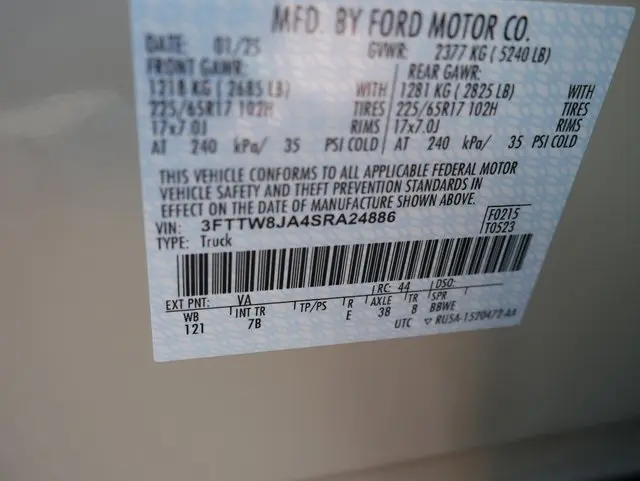 MFD. BY FORD MOTOR CO.
DATE: 01/25 GVWR: 2377 KG ( 5240 LB)
FRONT GAWR: REAR GAWR:
1218 KG ( 2685 LB) WITH 1281 KG ( 2825 LB) WITH
225/65R17 102H TIRES 225/65R17 102H TIRES
17x7.0J RIMS 17x7.0J RIMS
AT 240 kPa/ 35 PSI COLD AT 240 kPa/ 35 PSI COLD
THIS VEHICLE CONFORMS TO ALL APPLICABLE FEDERAL MOTOR
VEHICLE SAFETY AND THEFT PREVENTION STANDARDS IN
EFFECT ON THE DATE OF MANUFACTURE SHOWN ABOVE.
VIN: 3FTTW8JA4SRA24886 F0215
TYPE: Truck T0523
EXT PNT: VA RC: 44 DSO:
WB INT TR TP/PS R AXLE TR SPR
121 7B E 38 8 BBWE
UTC ▽ RU5A-1520472-AA